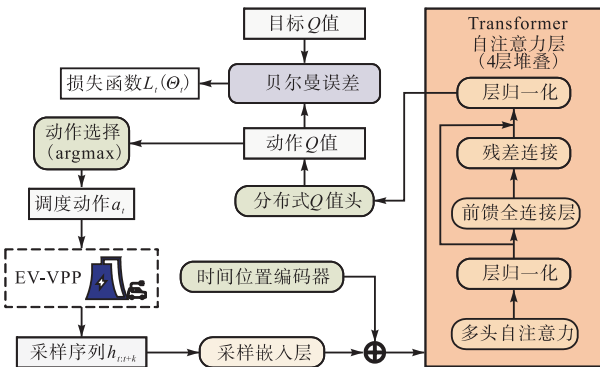 目标Q值
Transformer
自注意力层
（4层堆叠）
损失函数Lₜ(Θₜ)
贝尔曼误差
层归一化
动作选择
（argmax）
动作Q值
残差连接
调度动作aₜ
分布式Q值头
前馈全连接层
EV-VPP
时间位置编码器
层归一化
多头自注意力
采样序列hₜ:ₜ₊ₖ
采样嵌入层